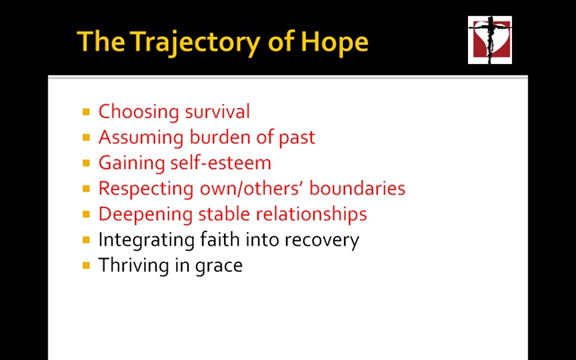 The Trajectory of Hope
Choosing survival
Assuming burden of past
Gaining self-esteem
Respecting own/others’ boundaries
Deepening stable relationships
Integrating faith into recovery
Thriving in grace